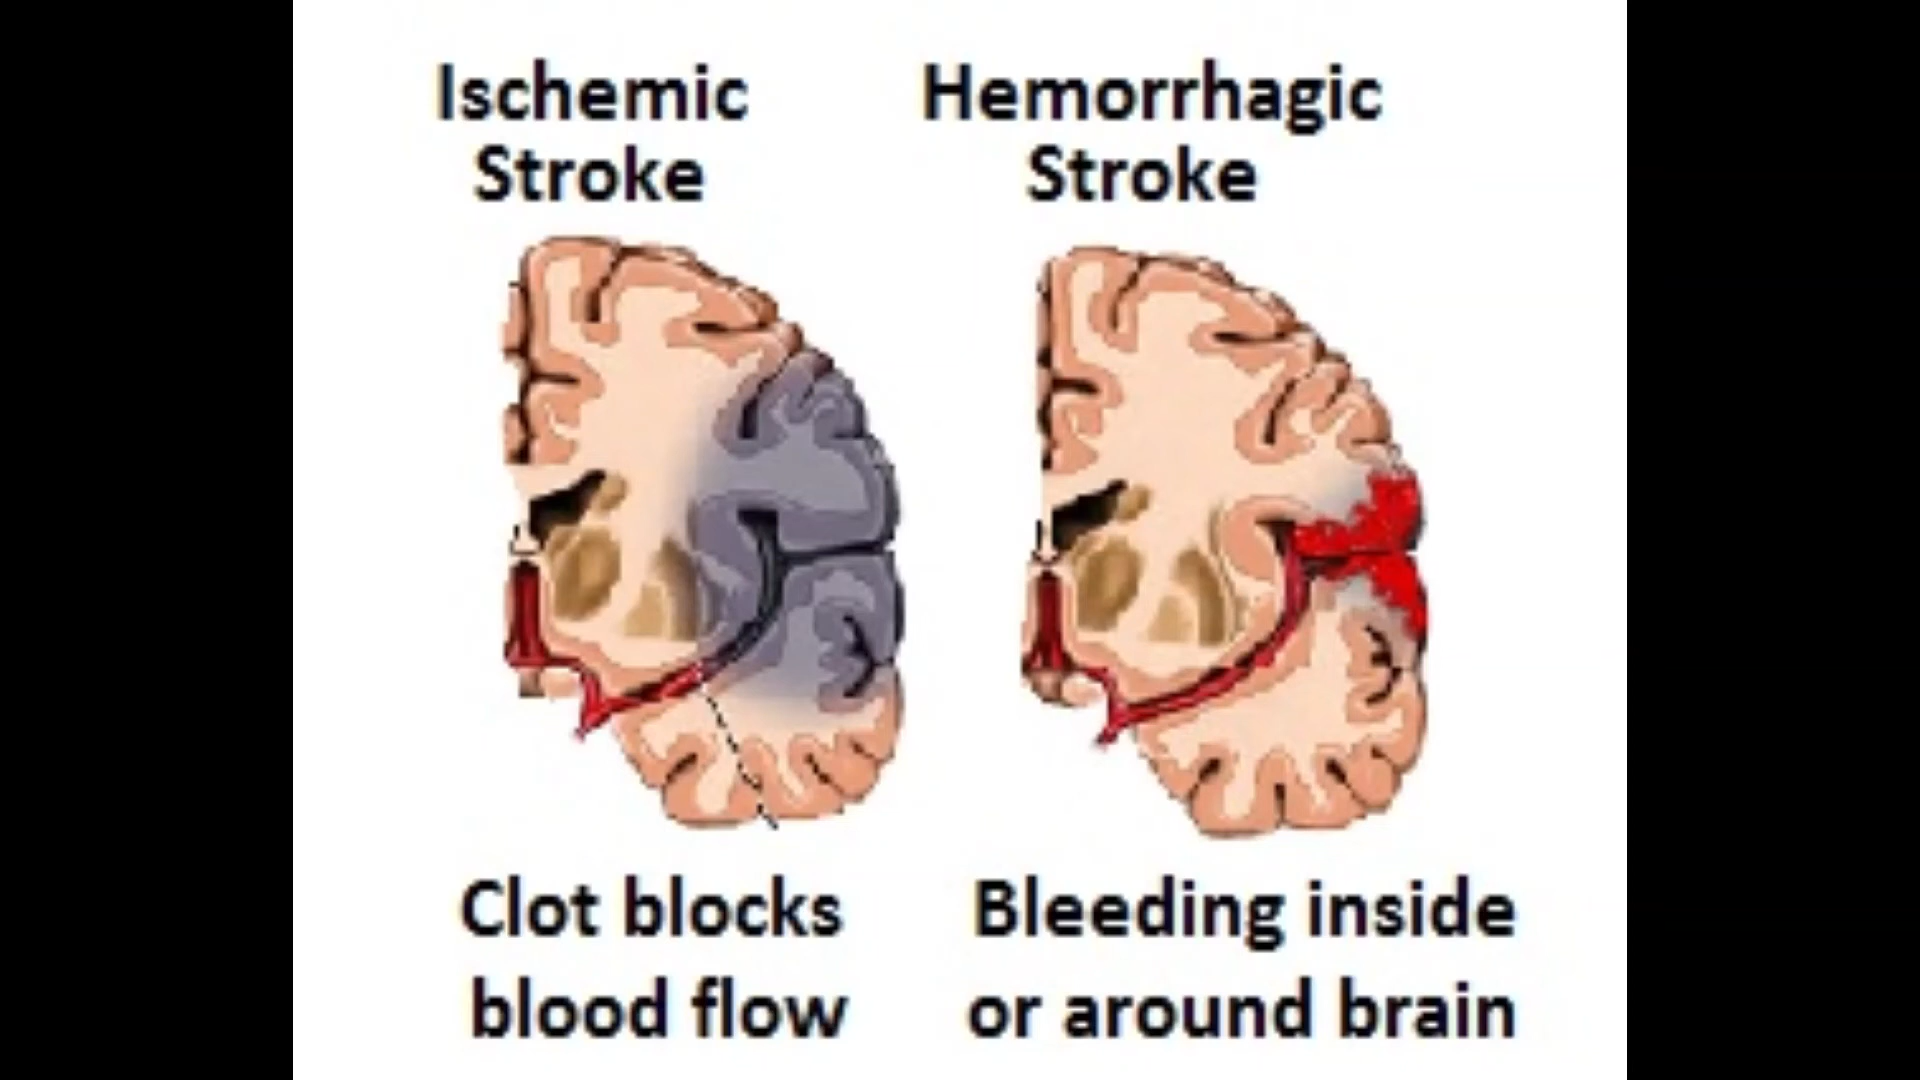 Ischemic
Stroke
Hemorrhagic
Stroke
Clot blocks
blood flow
Bleeding inside
or around brain